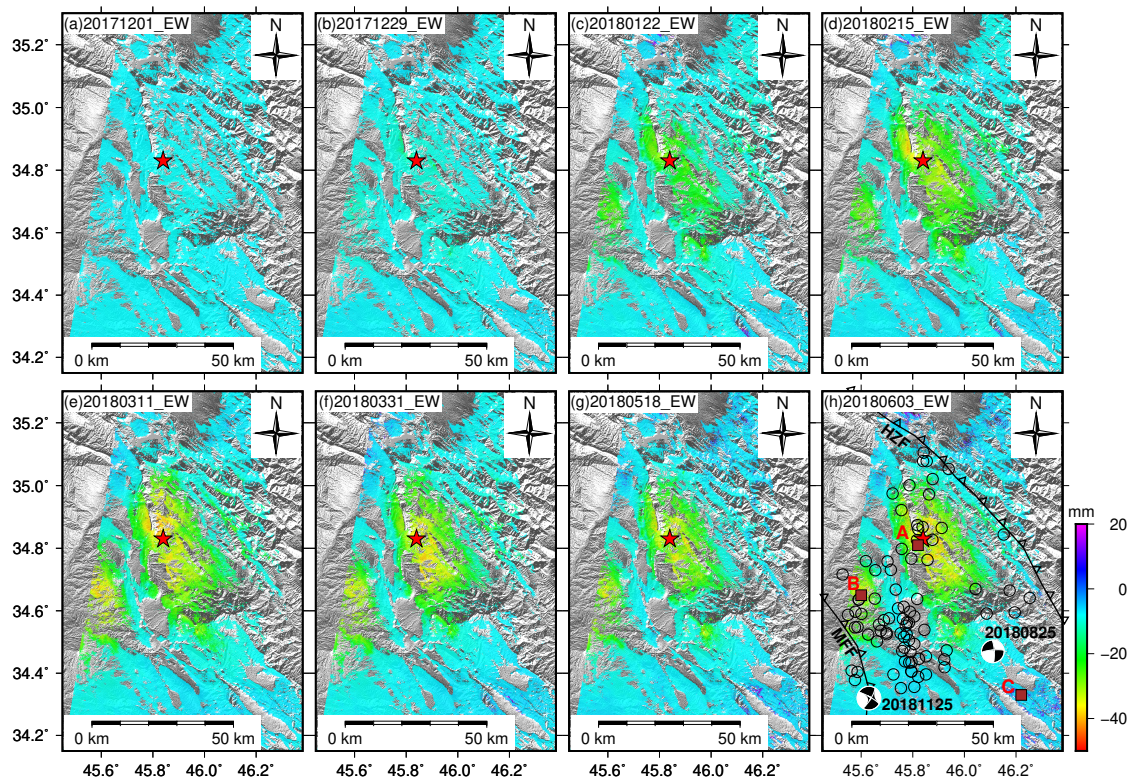 (a)20171201_EW
N
(b)20171229_EW
N
(c)20180122_EW
N
(d)20180215_EW
N
35.2°
35.0°
34.8°
34.6°
34.4°
34.2°
0 km 50 km
0 km 50 km
0 km 50 km
0 km 50 km
(e)20180311_EW
N
(f)20180331_EW
N
(g)20180518_EW
N
(h)20180603_EW
N
35.2°
35.0°
34.8°
34.6°
34.4°
34.2°
HZF
A
B
MFF
20180825
C
20181125
0 km 50 km
0 km 50 km
0 km 50 km
0 km 50 km
45.6° 45.8° 46.0° 46.2°
45.6° 45.8° 46.0° 46.2°
45.6° 45.8° 46.0° 46.2°
45.6° 45.8° 46.0° 46.2°
mm
20
0
−20
−40